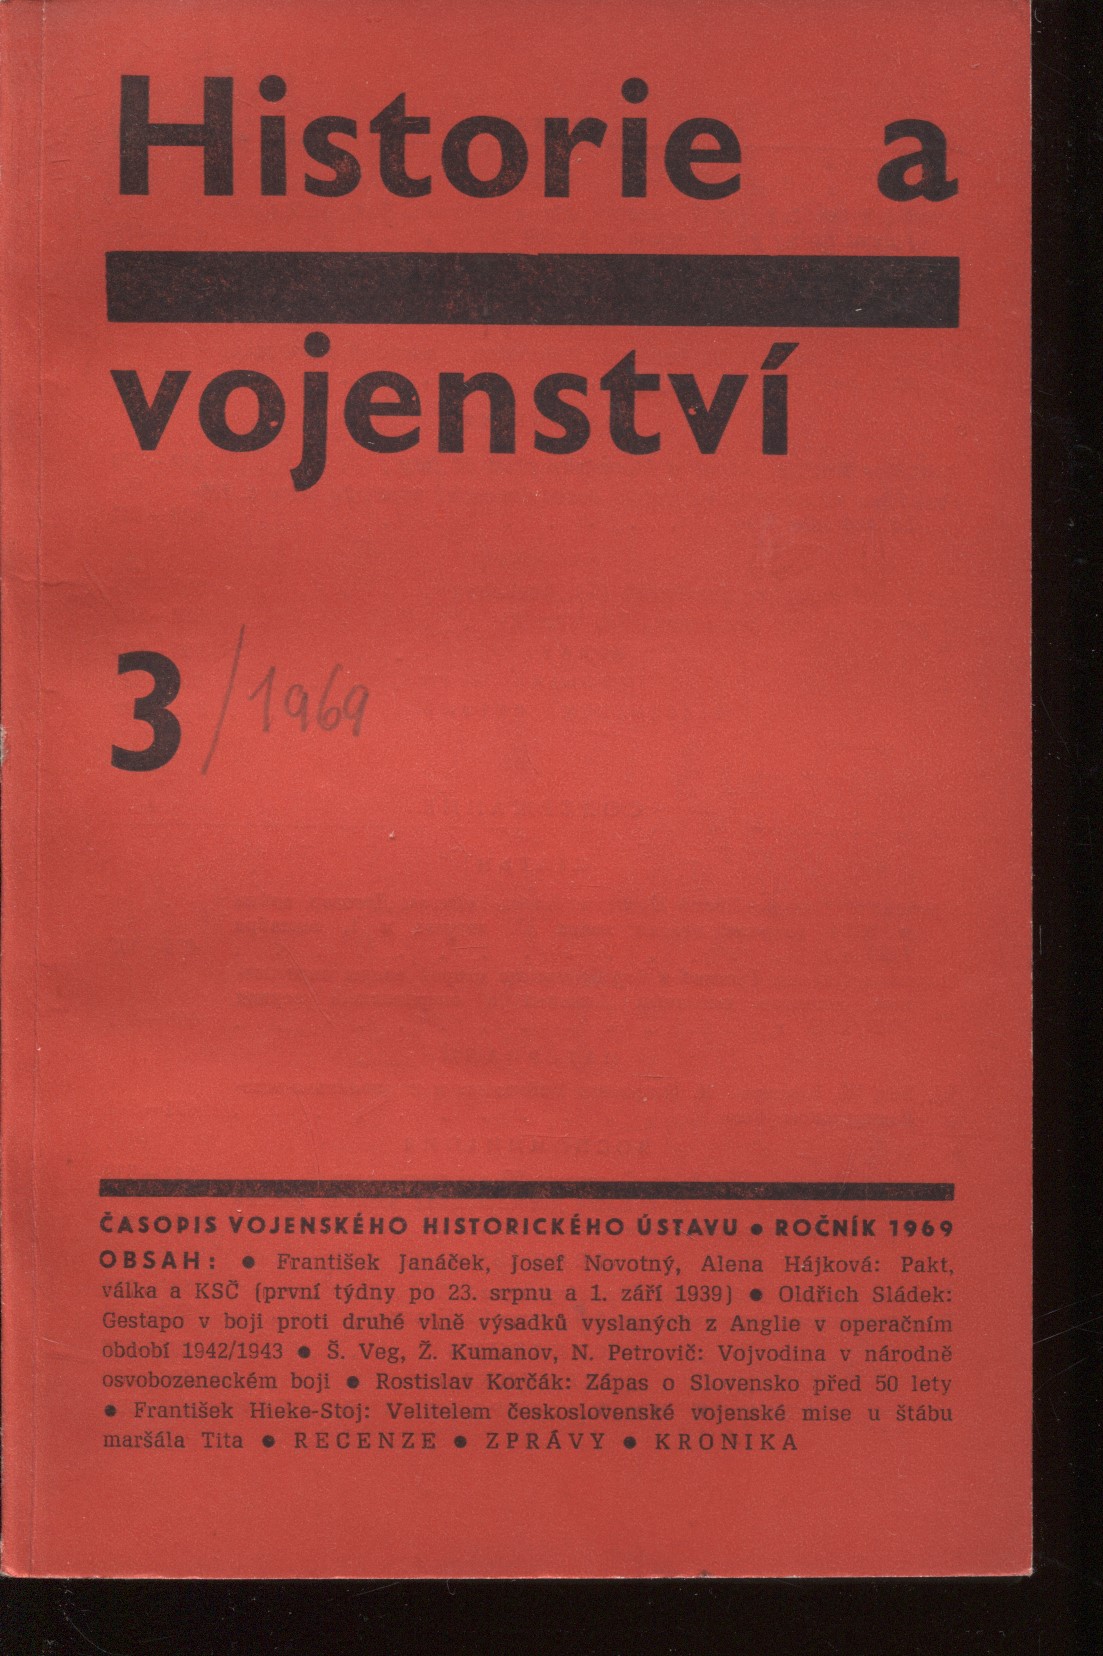 Historie a
vojenství
3/1969
ČASOPIS VOJENSKÉHO HISTORICKÉHO ÚSTAVU ● ROČNÍK 1969
OBSAH: ● František Janáček, Josef Novotný, Alena Hájková: Pakt,
válka a KSČ (první týdny po 23. srpnu a 1. září 1939) ● Oldřich Sládek:
Gestapo v boji proti druhé vlně výsadků vyslaných z Anglie v operačním
období 1942/1943 ● Š. Veg, Ž. Kumanov, N. Petrovič: Vojvodina v národně
osvobozeneckém boji ● Rostislav Korčák: Zápas o Slovensko před 50 lety
● František Hieke-Stoj: Velitelem československé vojenské mise u štábu
maršála Tita ● RECENZE ● ZPRÁVY ● KRONIKA